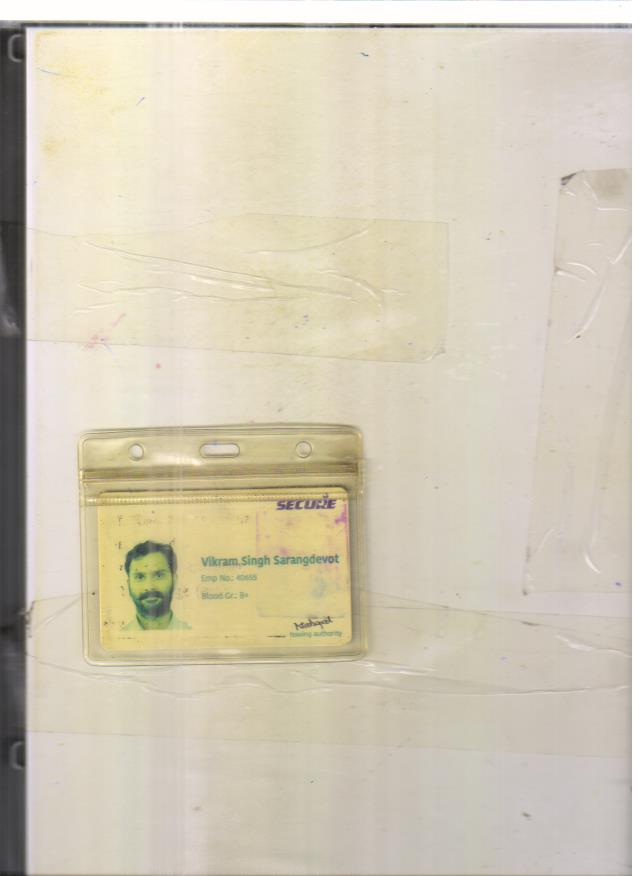 SECURE
Vikram Singh Sarangdevot
Emp No.: 40655
Blood Gr.: B+
Issuing authority